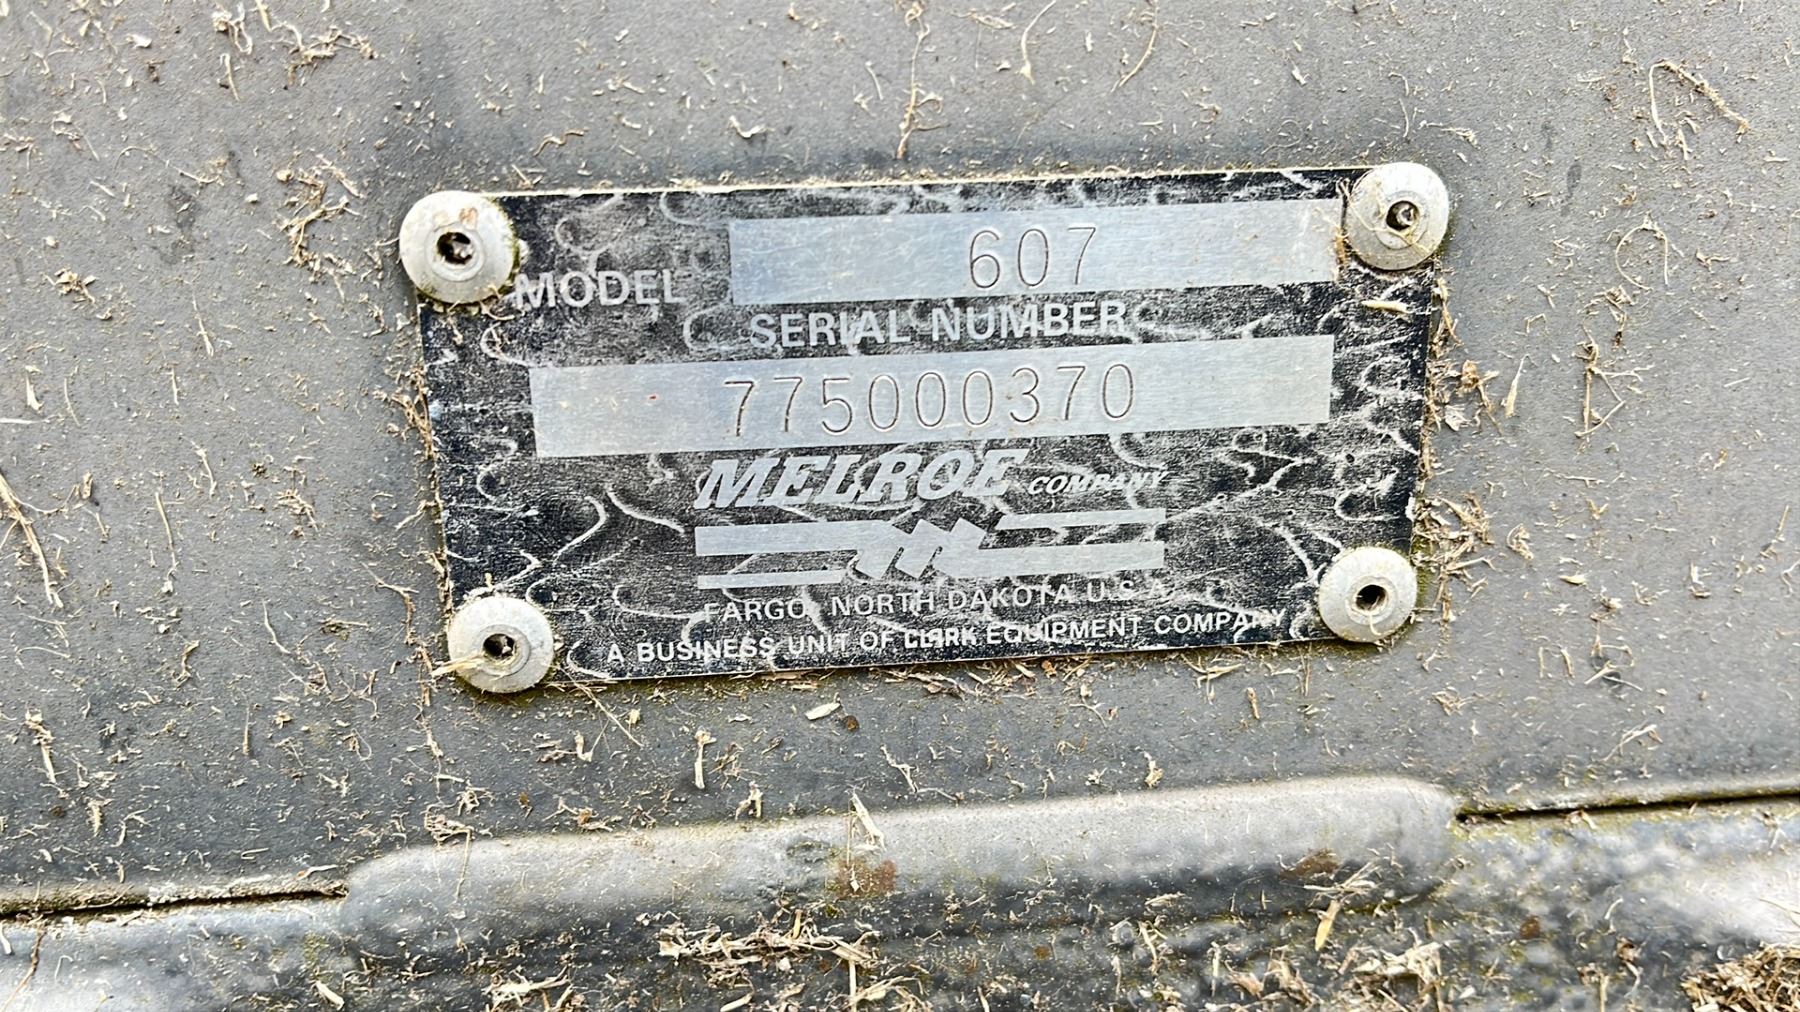 MODEL 607
SERIAL NUMBER
775000370
MELROE COMPANY
FARGO, NORTH DAKOTA U.S.A.
A BUSINESS UNIT OF CLARK EQUIPMENT COMPANY